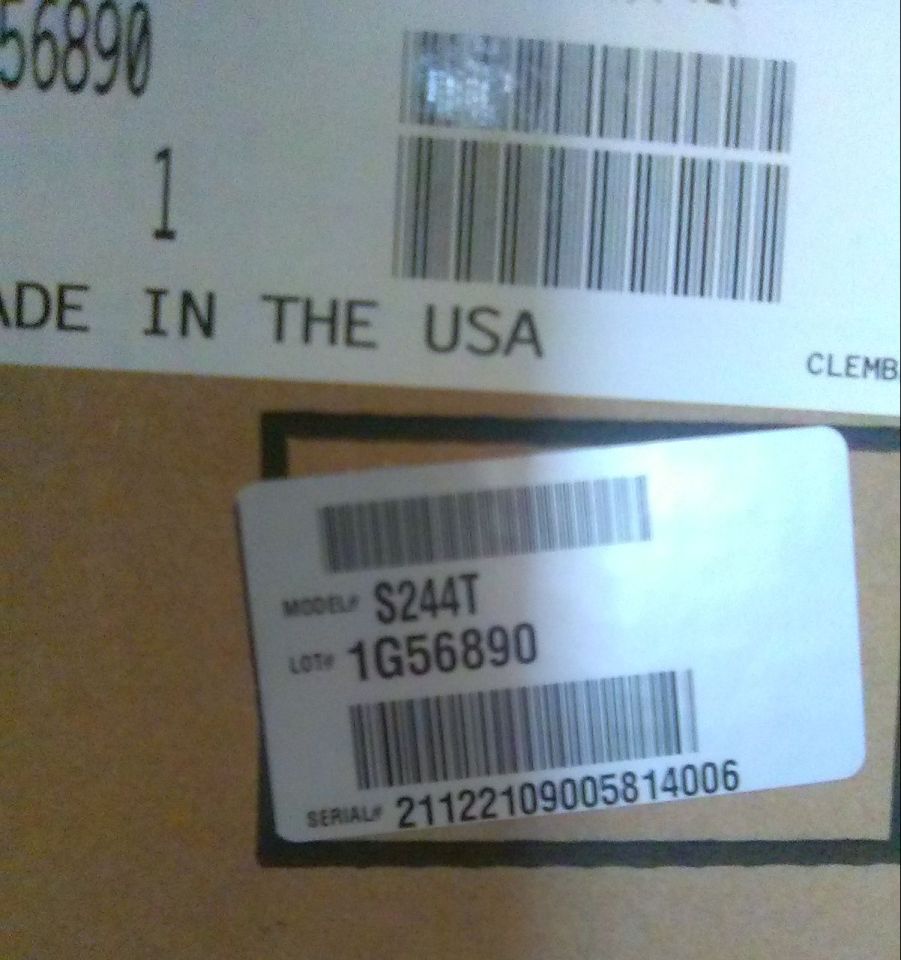 56890
1
ADE IN THE USA
CLEMB
MODEL# S244T
LOT# 1G56890
SERIAL# 21122109005814006